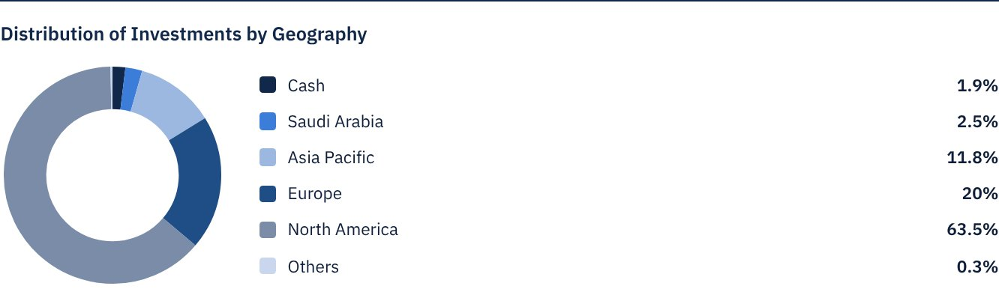 Distribution of Investments by Geography
Cash 1.9%
Saudi Arabia 2.5%
Asia Pacific 11.8%
Europe 20%
North America 63.5%
Others 0.3%